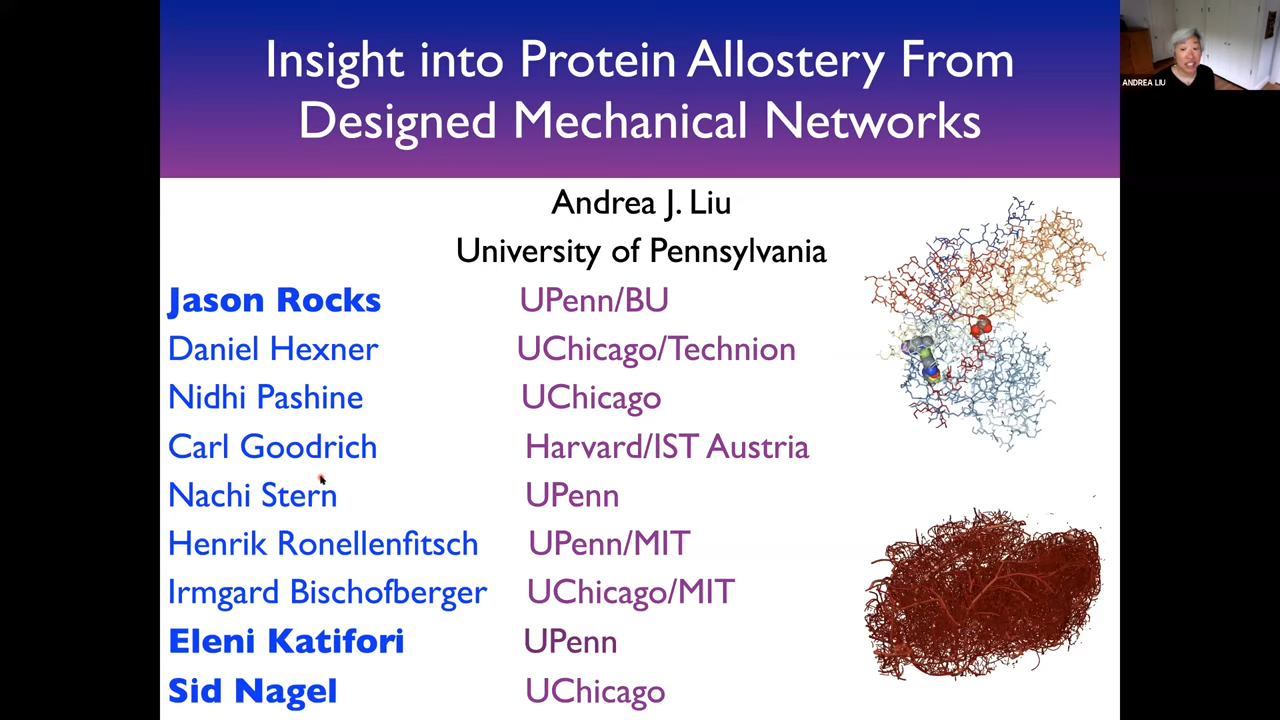 Insight into Protein Allostery From
Designed Mechanical Networks
ANDREA LIU
Andrea J. Liu
University of Pennsylvania
Jason Rocks UPenn/BU
Daniel Hexner UChicago/Technion
Nidhi Pashine UChicago
Carl Goodrich Harvard/IST Austria
Nachi Stern UPenn
Henrik Ronellenfitsch UPenn/MIT
Irmgard Bischofberger UChicago/MIT
Eleni Katifori UPenn
Sid Nagel UChicago